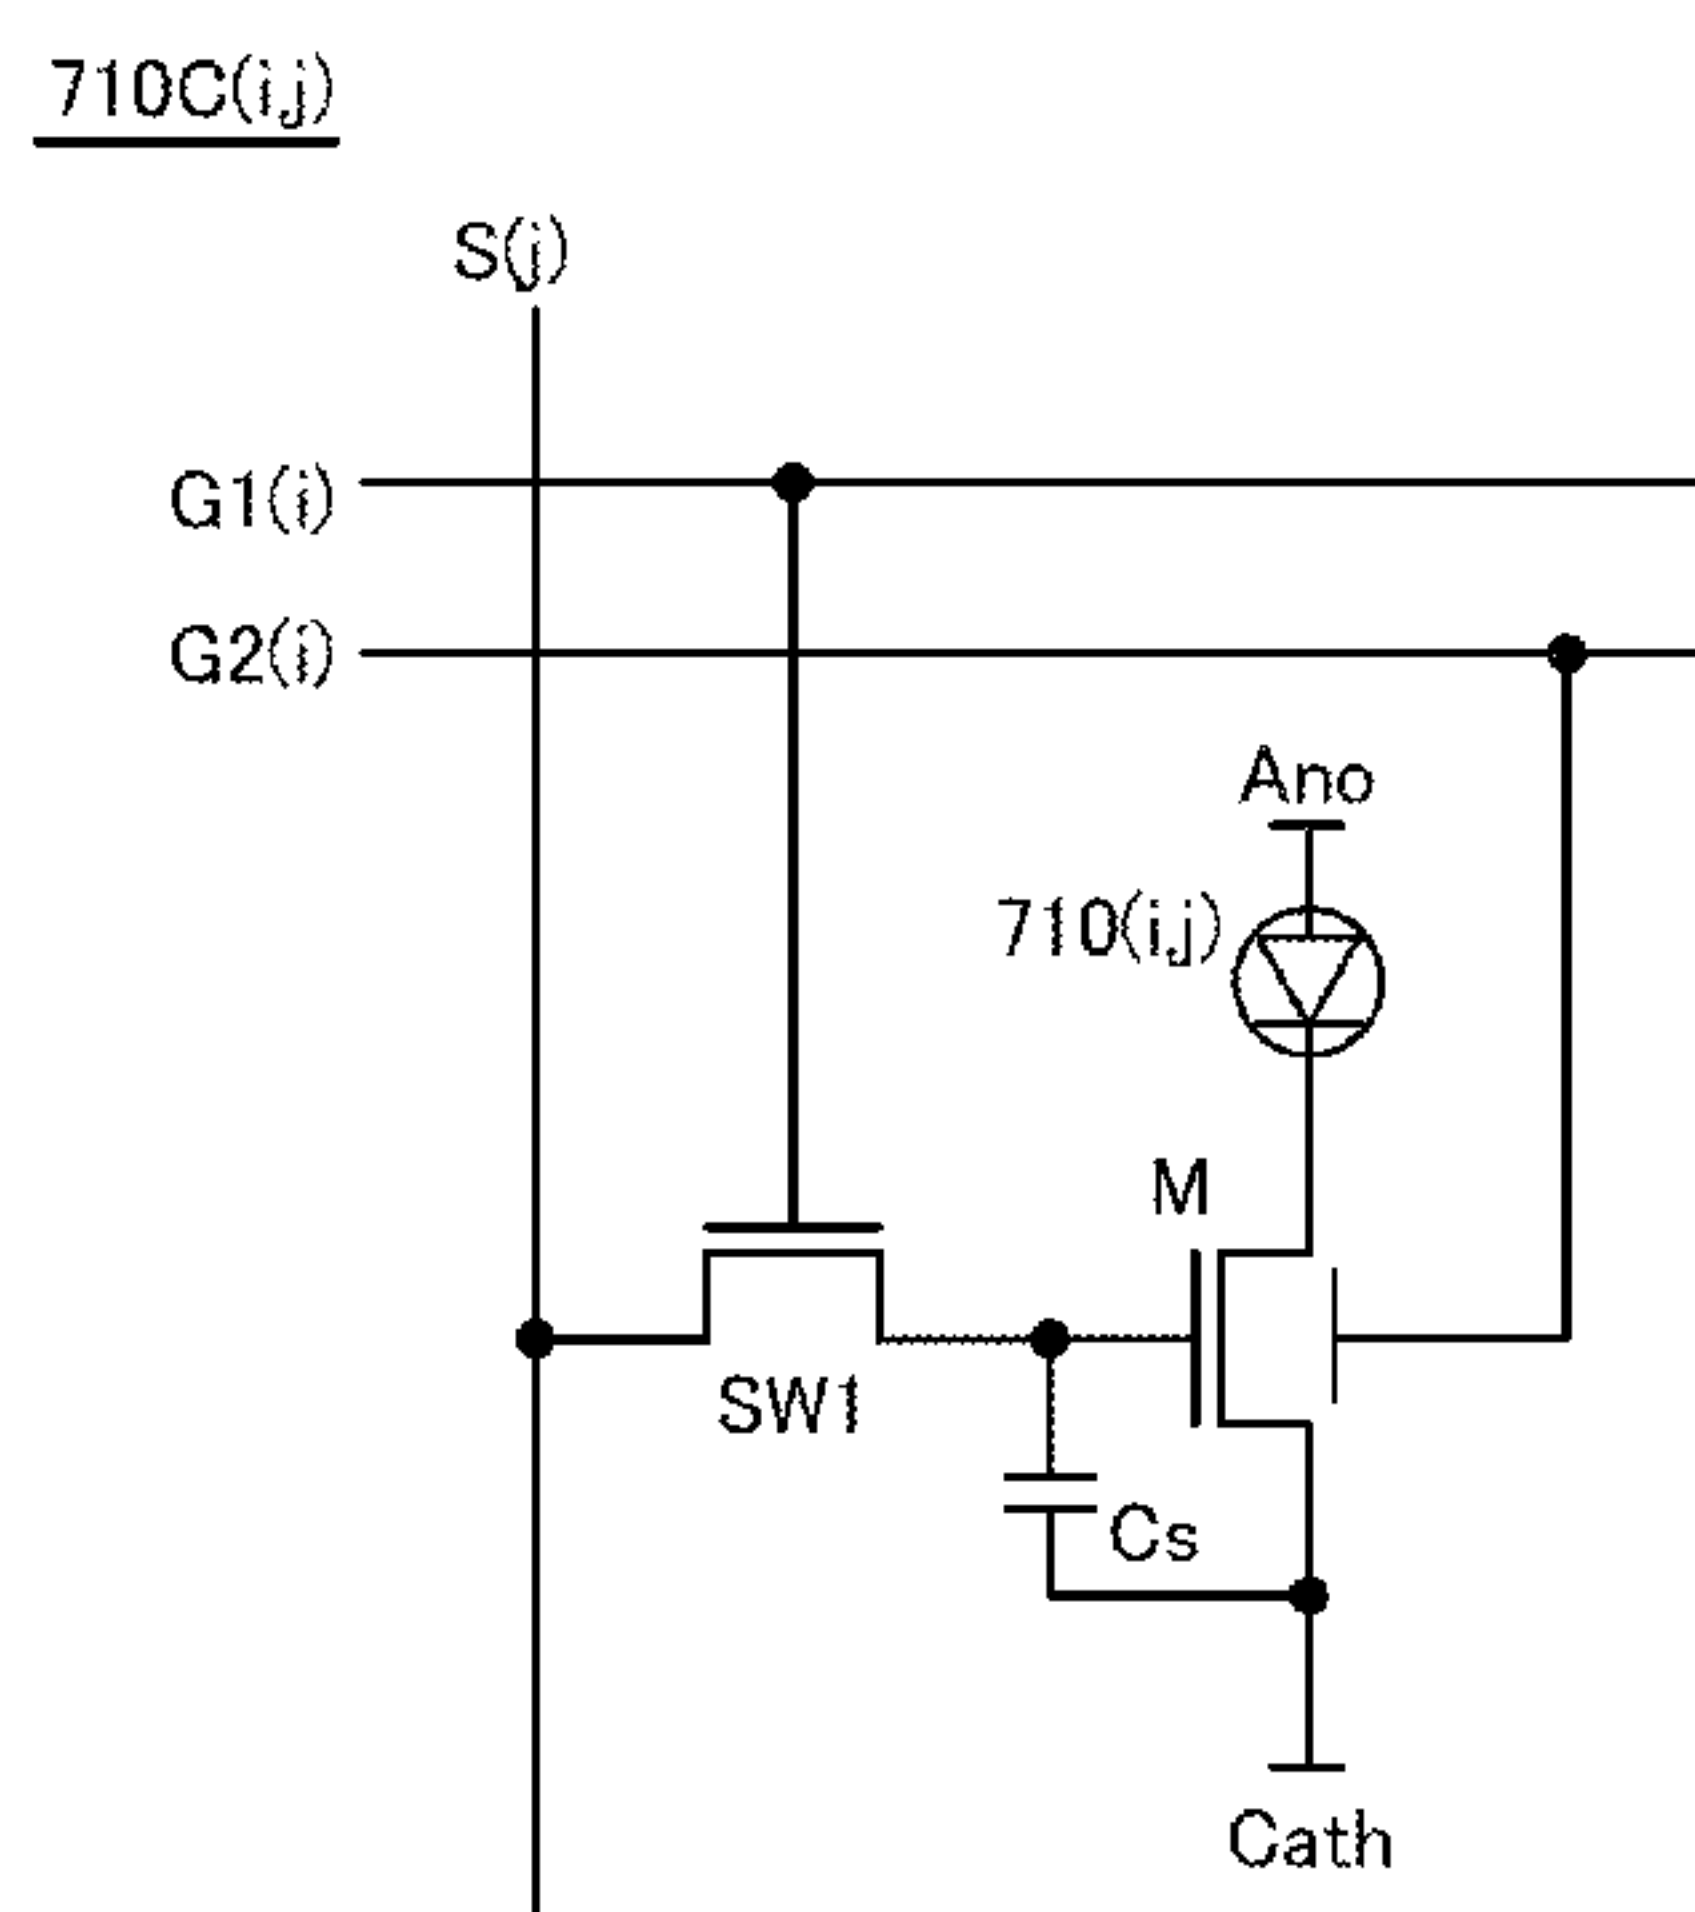 710C(i,j)
S(j)
G1(i)
G2(i)
Ano
710(i,j)
M
SW1
Cs
Cath